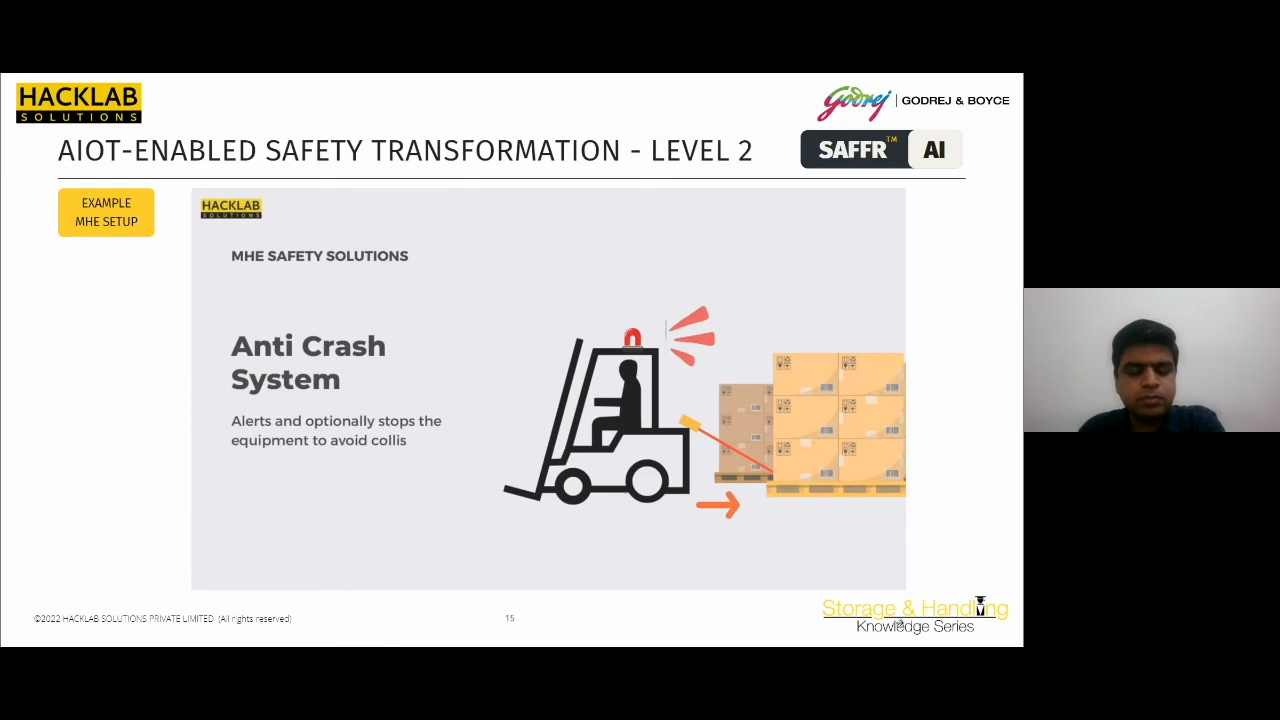 HACKLAB
SOLUTIONS
Godrej | GODREJ & BOYCE
AIOT-ENABLED SAFETY TRANSFORMATION - LEVEL 2
SAFFR™ AI
EXAMPLE
MHE SETUP
HACKLAB
SOLUTIONS
MHE SAFETY SOLUTIONS
Anti Crash
System
Alerts and optionally stops the
equipment to avoid collis
©2022 HACKLAB SOLUTIONS PRIVATE LIMITED (All rights reserved)
15
Storage & Handling
Knowledge Series